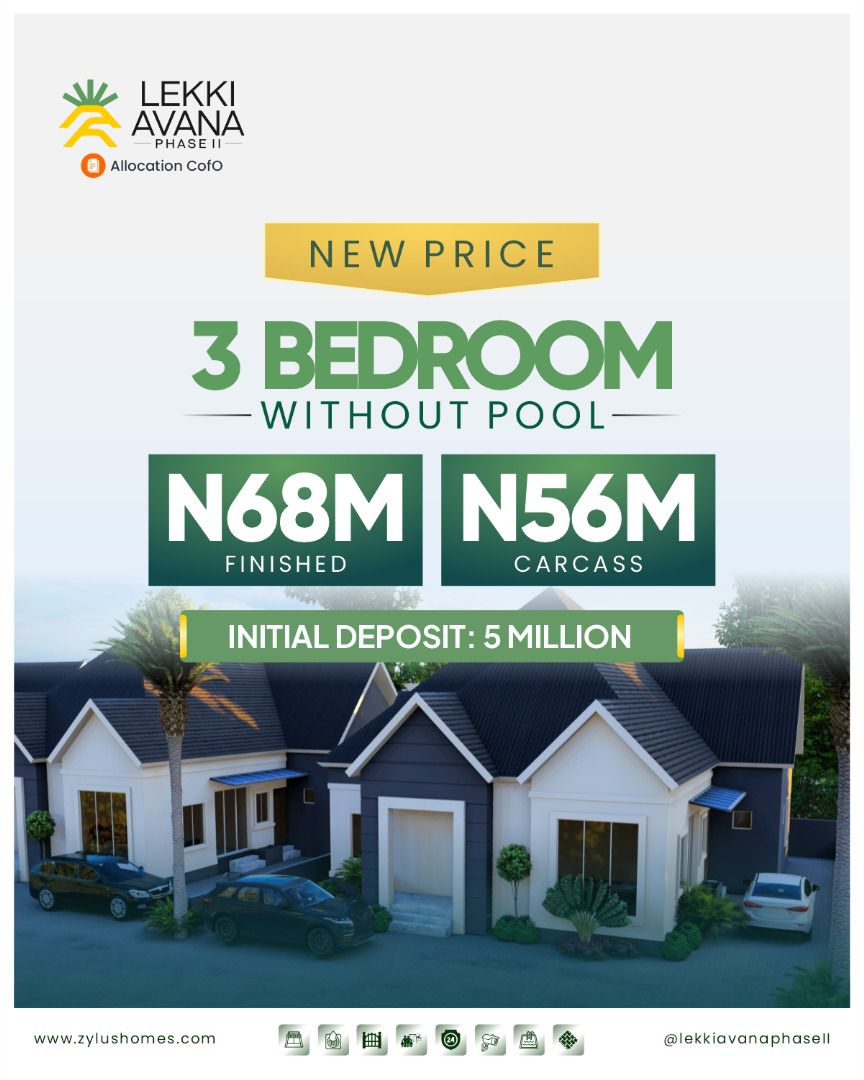 LEKKI
AVANA
PHASE II
Allocation CofO
NEW PRICE
3 BEDROOM
WITHOUT POOL
N68M
FINISHED
N56M
CARCASS
INITIAL DEPOSIT: 5 MILLION
www.zylushomes.com
24
@lekkiavanaphaseII